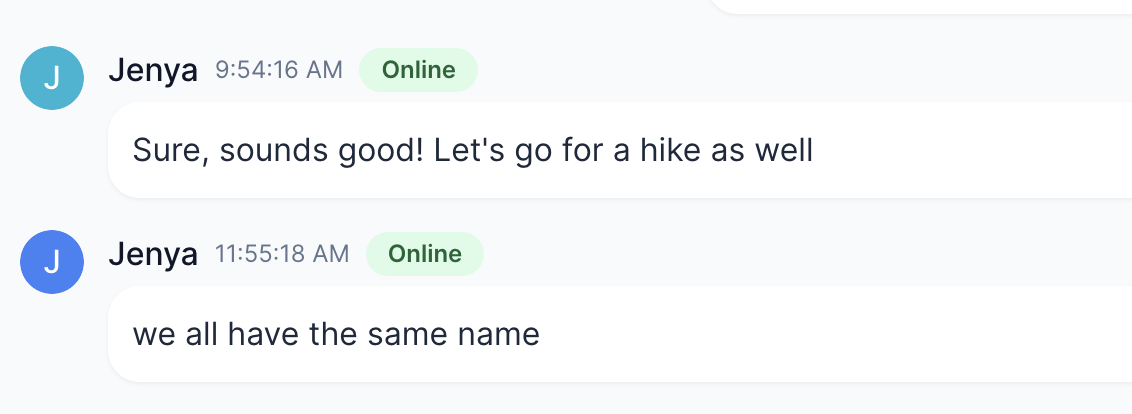 J Jenya 9:54:16 AM Online
Sure, sounds good! Let's go for a hike as well
J Jenya 11:55:18 AM Online
we all have the same name